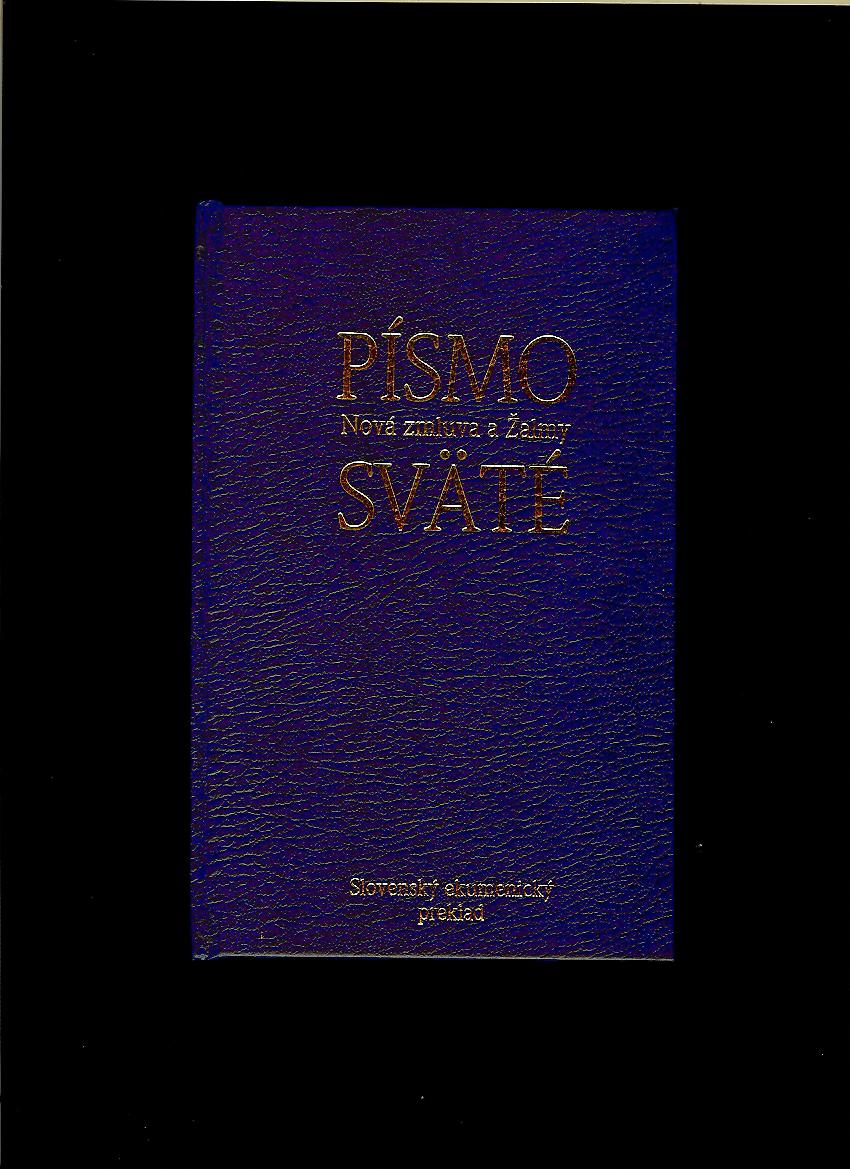 PÍSMO
Nová zmluva a Žalmy
SVÄTÉ
Slovenský ekumenický
preklad